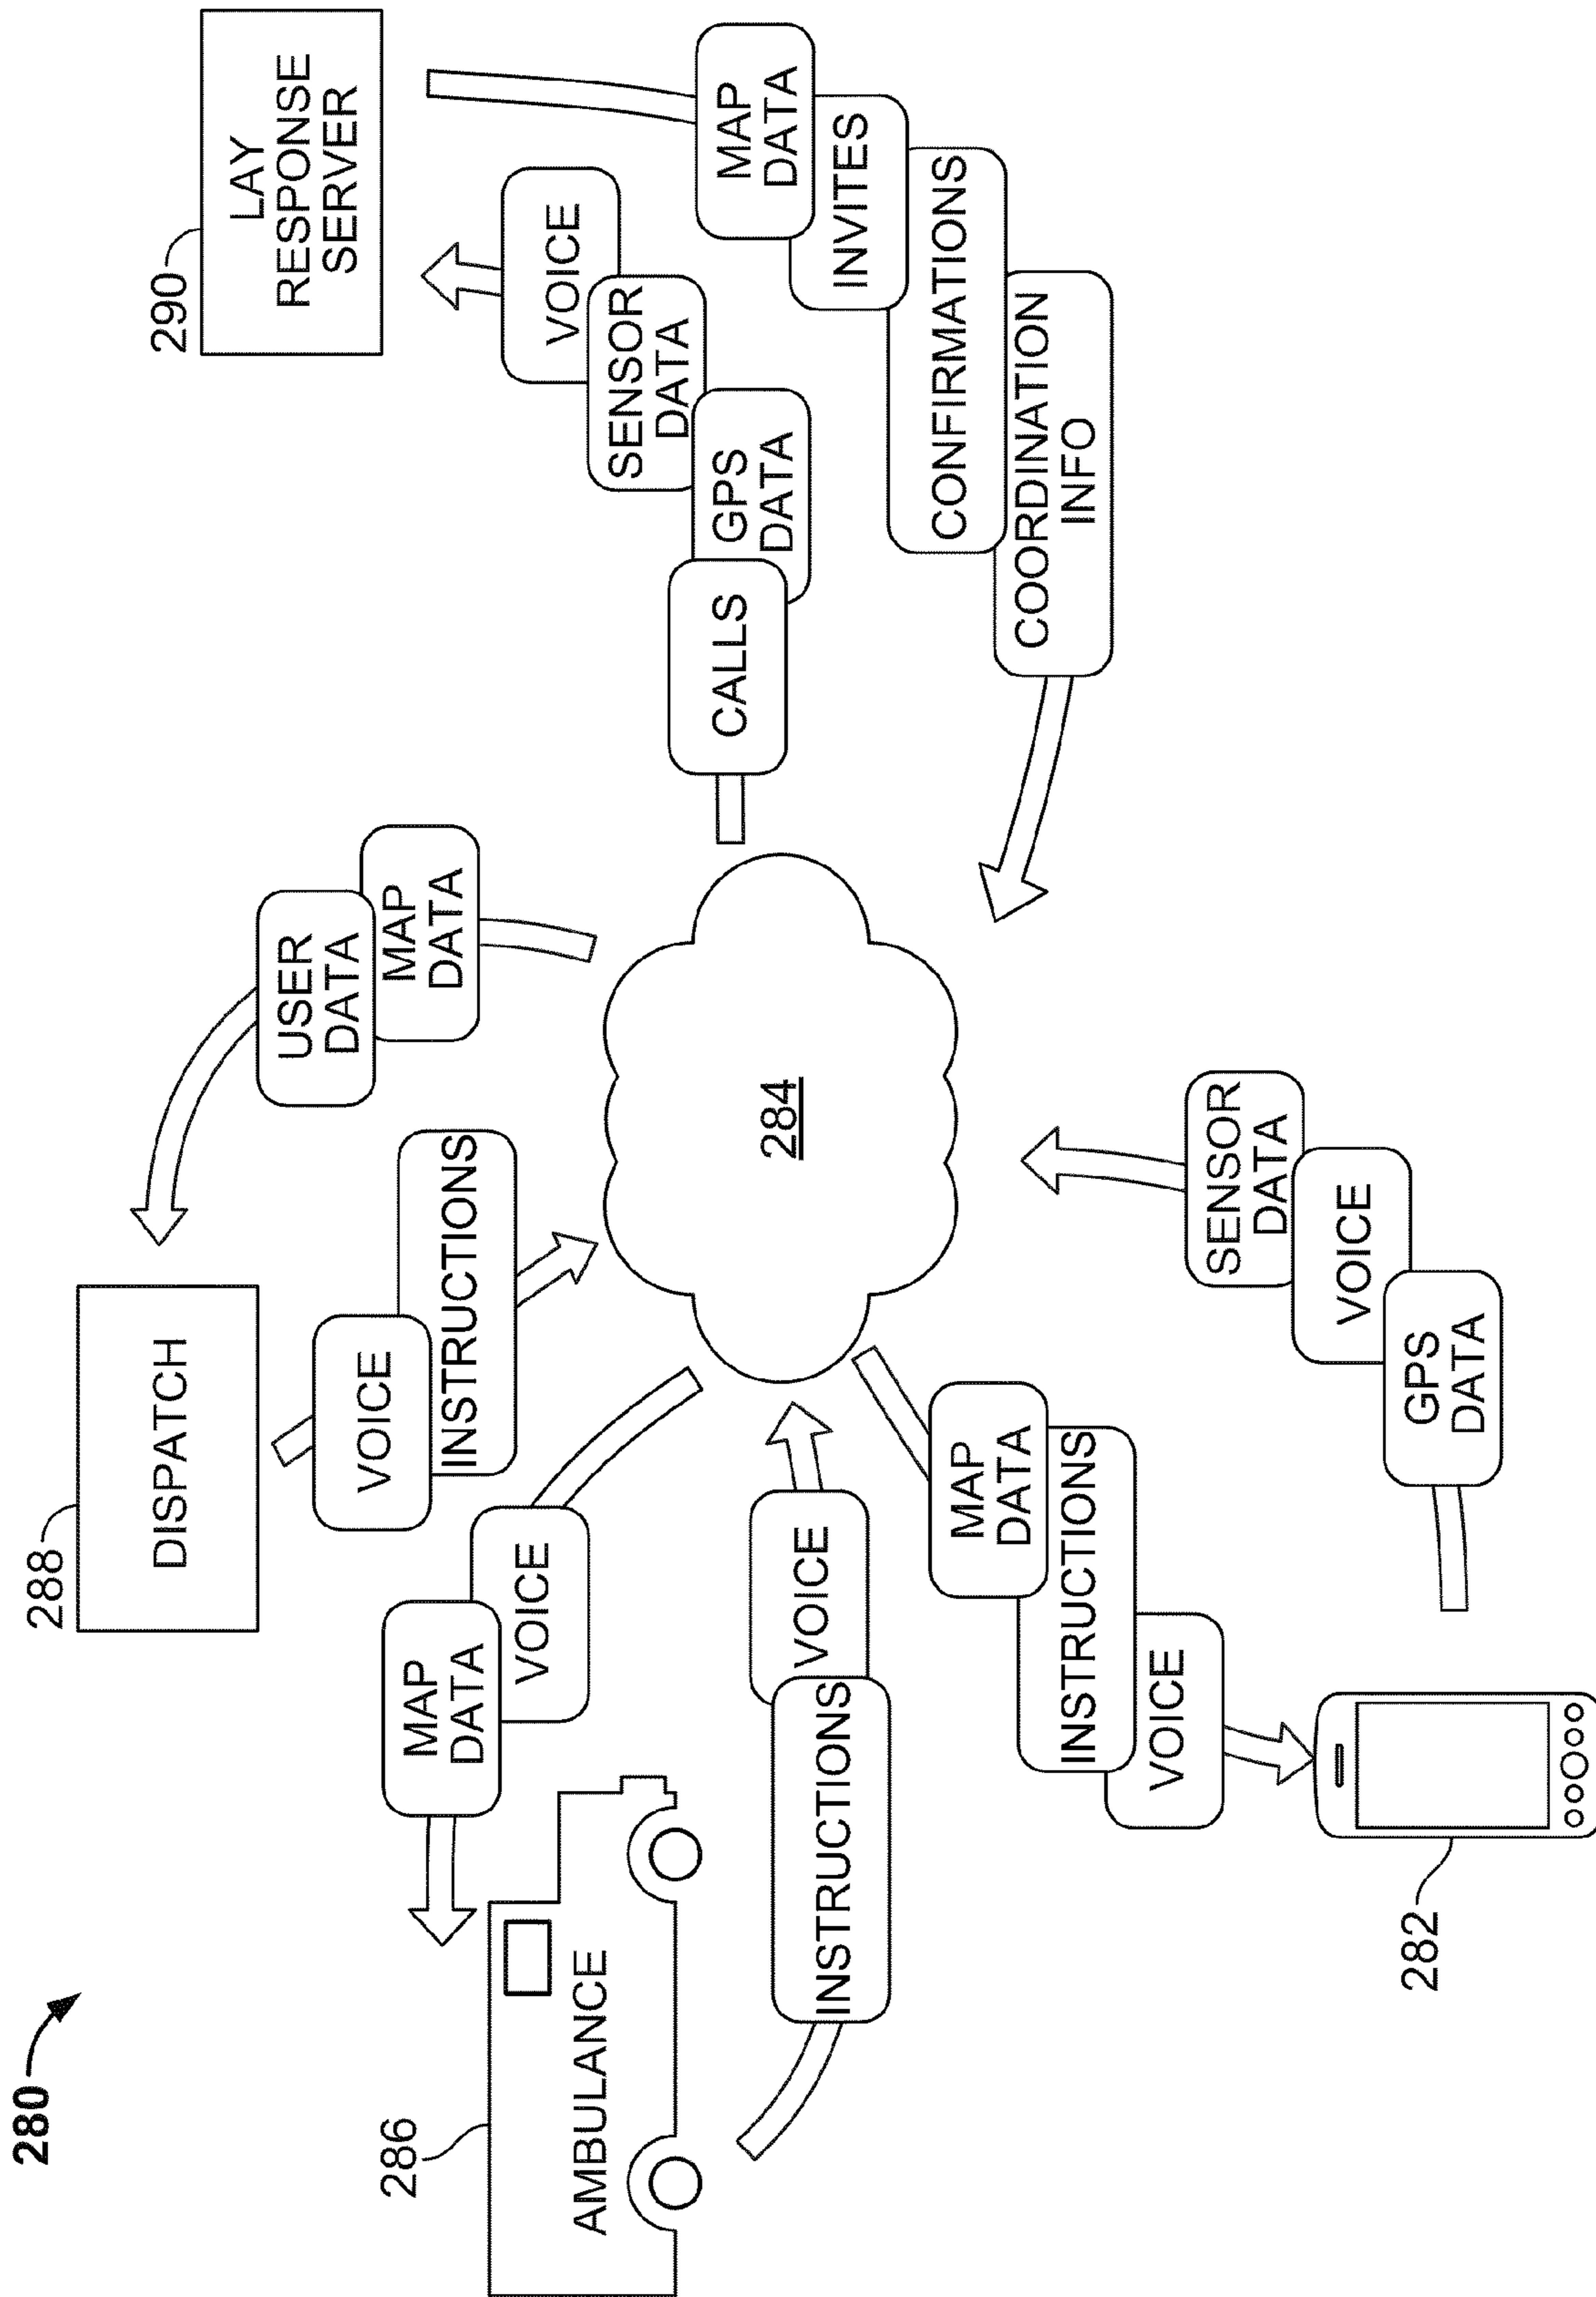 280
288
DISPATCH
290
LAY
RESPONSE
SERVER
286
AMBULANCE
MAP
DATA
VOICE
VOICE
INSTRUCTIONS
USER
DATA
MAP
DATA
VOICE
SENSOR
DATA
GPS
DATA
CALLS
MAP
DATA
INVITES
CONFIRMATIONS
COORDINATION
INFO
284
INSTRUCTIONS
VOICE
MAP
DATA
INSTRUCTIONS
VOICE
SENSOR
DATA
VOICE
GPS
DATA
282